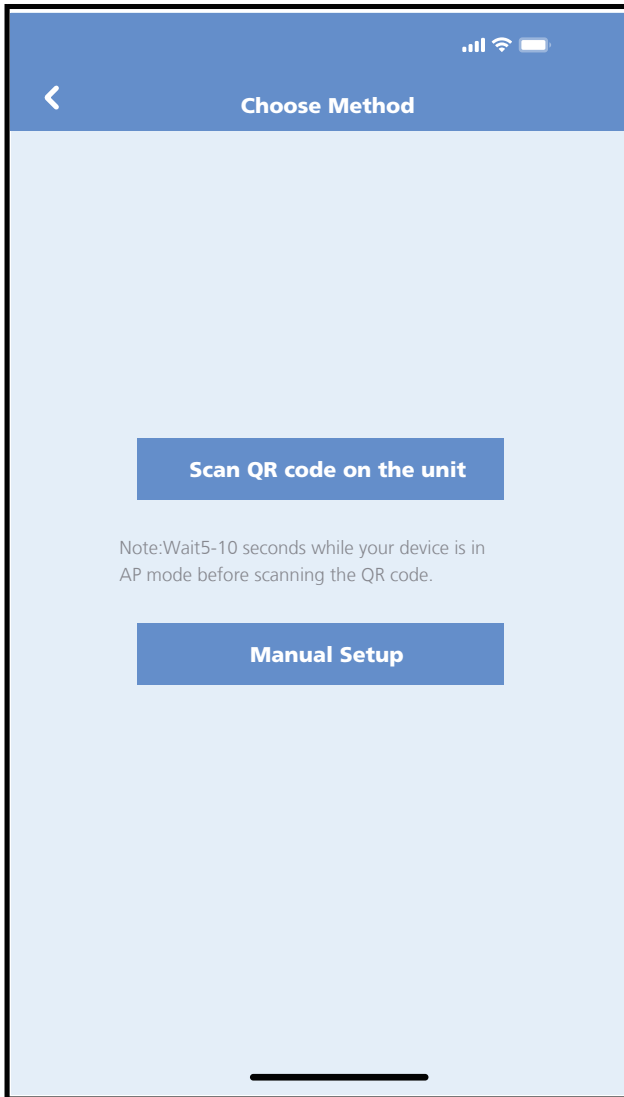 Choose Method
Scan QR code on the unit
Note:Wait5-10 seconds while your device is in
AP mode before scanning the QR code.
Manual Setup